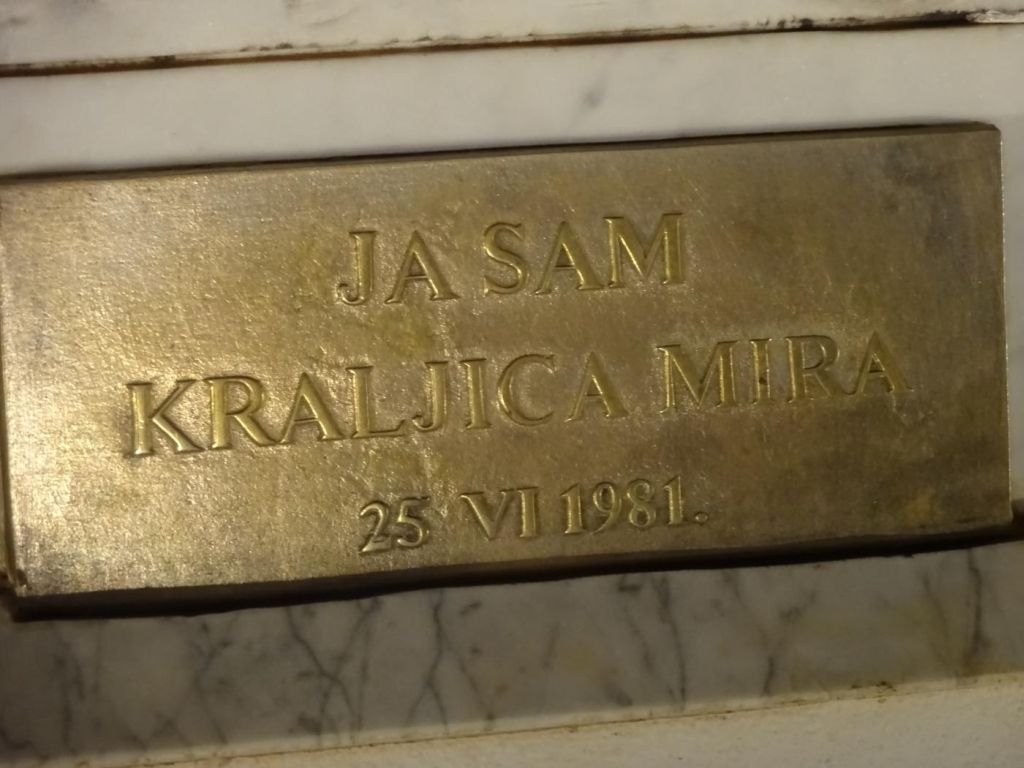 JA SAM
KRALJICA MIRA
25 VI 1981.